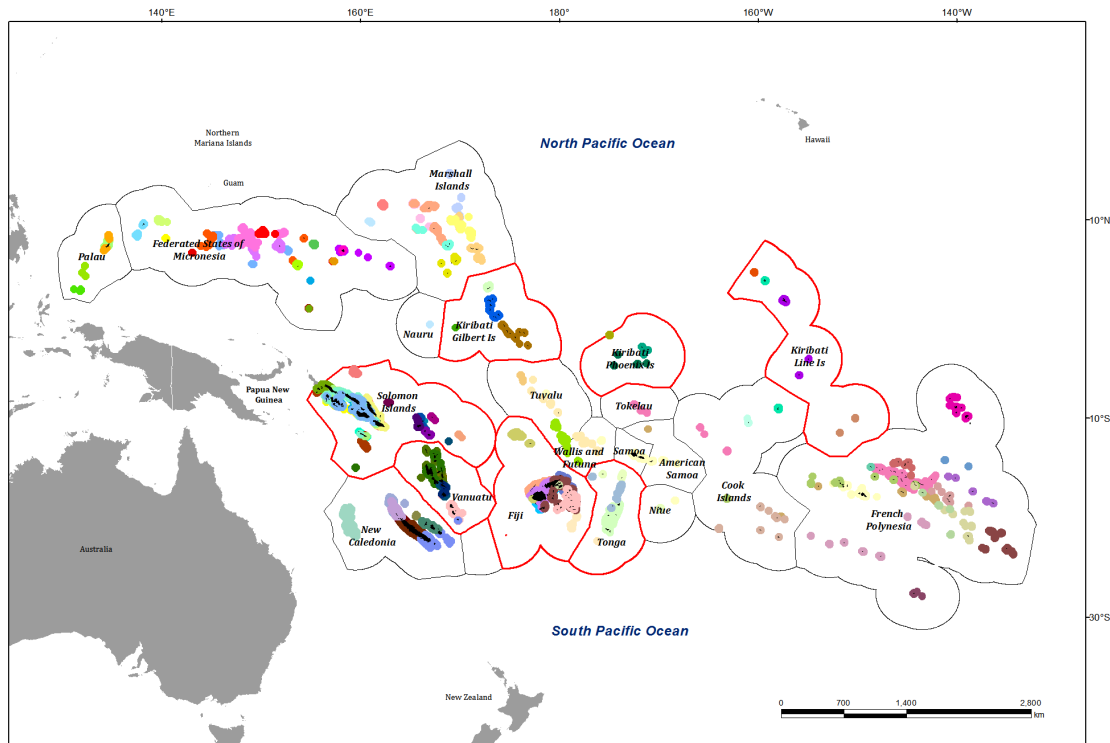 140°E
160°E
180°
160°W
140°W
Hawaii
Northern
Mariana Islands
North Pacific Ocean
Guam
Marshall
Islands
10°N
Palau
Federated States of
Micronesia
Nauru
Kiribati
Gilbert Is
Kiribati
Phoenix Is
Kiribati
Line Is
Papua New
Guinea
Solomon
Islands
Tuvalu
Tokelau
10°S
Wallis and
Futuna
Samoa
American
Samoa
Cook
Islands
Vanuatu
Fiji
Niue
French
Polynesia
New
Caledonia
Tonga
Australia
30°S
South Pacific Ocean
New Zealand
0
700
1,400
2,800
km